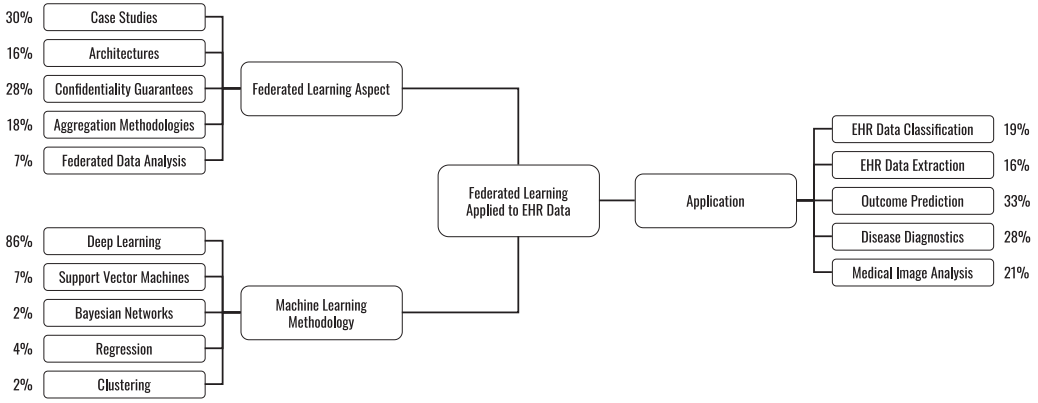 30% Case Studies
16% Architectures
28% Confidentiality Guarantees
18% Aggregation Methodologies
7% Federated Data Analysis
Federated Learning Aspect
86% Deep Learning
7% Support Vector Machines
2% Bayesian Networks
4% Regression
2% Clustering
Machine Learning
Methodology
Federated Learning
Applied to EHR Data
Application
EHR Data Classification 19%
EHR Data Extraction 16%
Outcome Prediction 33%
Disease Diagnostics 28%
Medical Image Analysis 21%